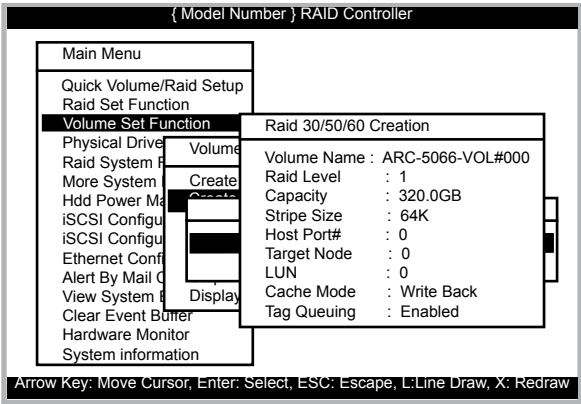 { Model Number } RAID Controller
Main Menu
Quick Volume/Raid Setup
Raid Set Function
Volume Set Function
Physical Drive
Raid System
More System
Hdd Power
iSCSI
iSCSI
Ethernet
Alert By Mail
View System
Clear Event Buffer
Hardware Monitor
System information
Volume
Create
Display
Raid 30/50/60 Creation
Volume Name : ARC-5066-VOL#000
Raid Level : 1
Capacity : 320.0GB
Stripe Size : 64K
Host Port# : 0
Target Node : 0
LUN : 0
Cache Mode : Write Back
Tag Queuing : Enabled
Arrow Key: Move Cursor, Enter: Select, ESC: Escape, L:Line Draw, X: Redraw